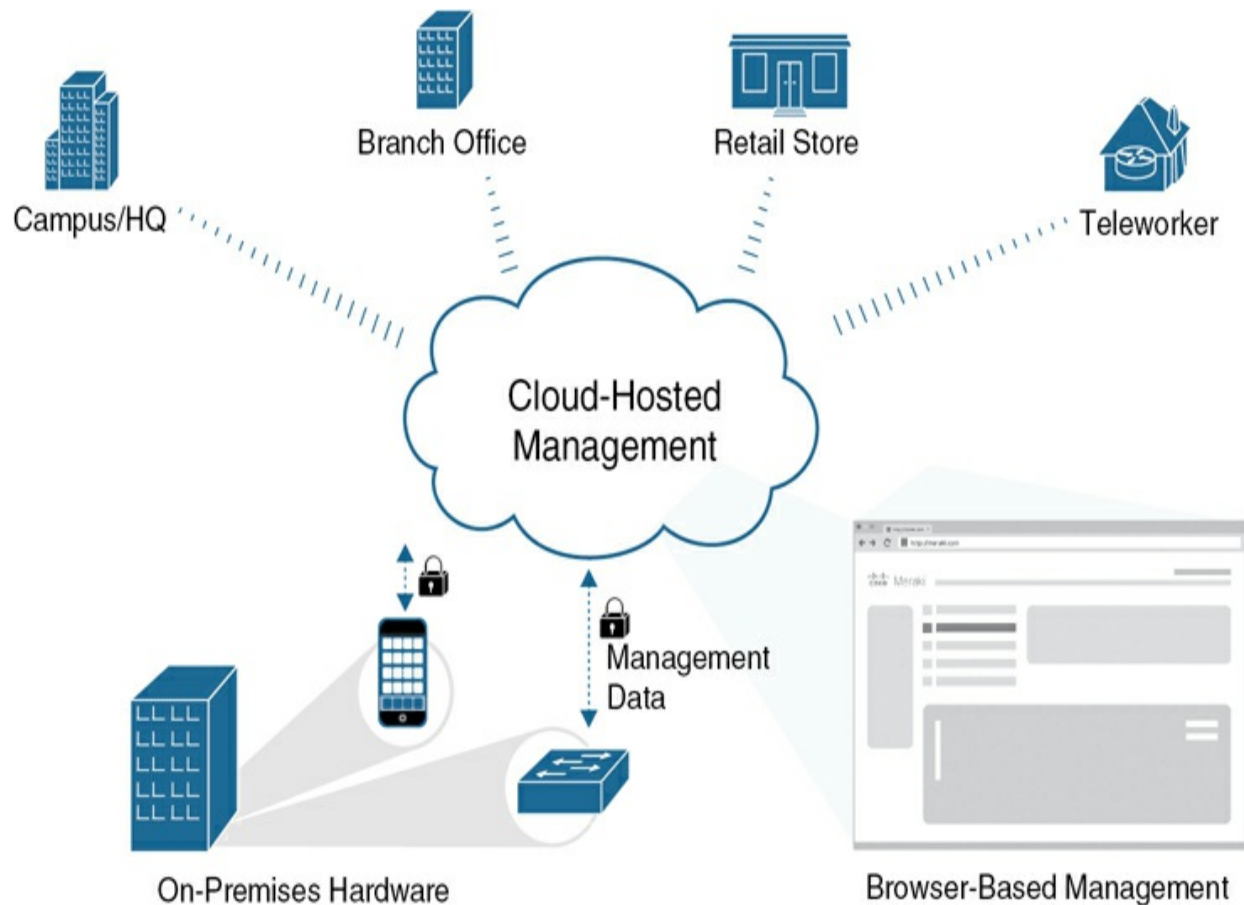 Branch Office
Retail Store
Campus/HQ
Teleworker
Cloud-Hosted
Management
Management
Data
Meraki
On-Premises Hardware
Browser-Based Management